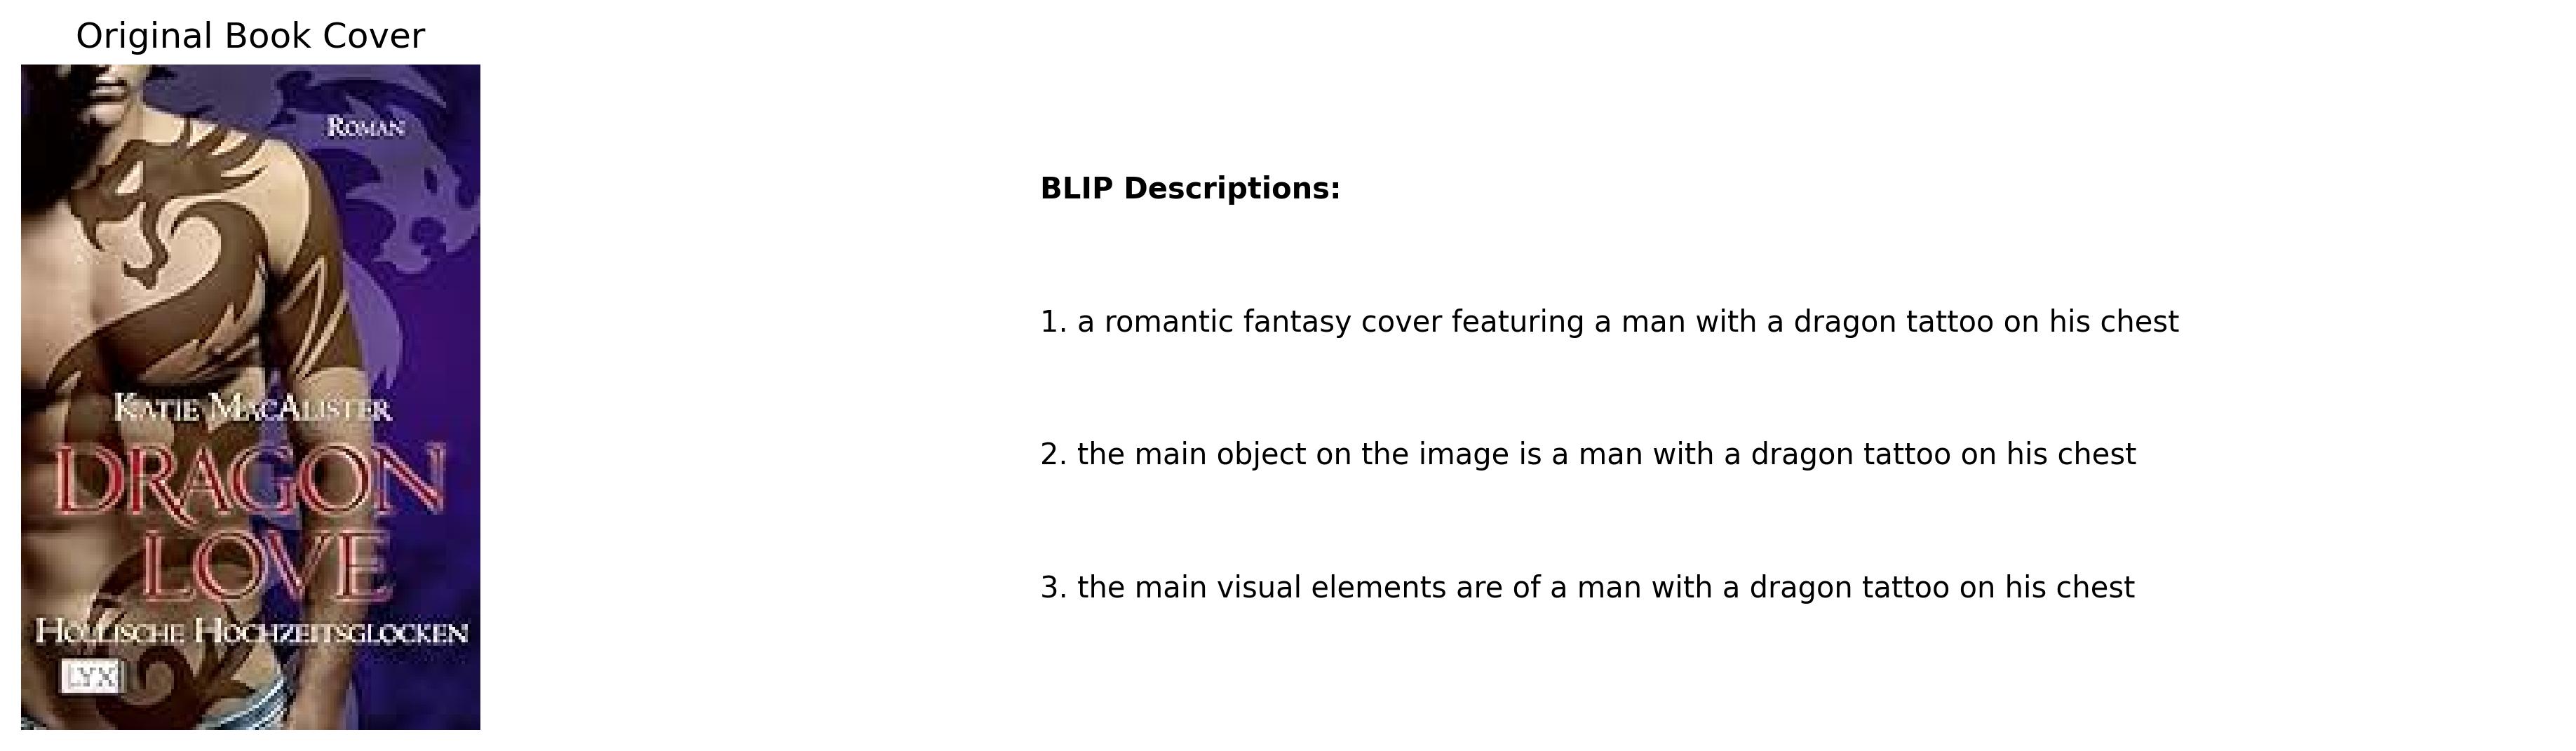 Original Book Cover
ROMAN
KATIE MACALISTER
DRAGON
LOVE
HÖLLISCHE HOCHZEITSGLOCKEN
LYX
BLIP Descriptions:
1. a romantic fantasy cover featuring a man with a dragon tattoo on his chest
2. the main object on the image is a man with a dragon tattoo on his chest
3. the main visual elements are of a man with a dragon tattoo on his chest